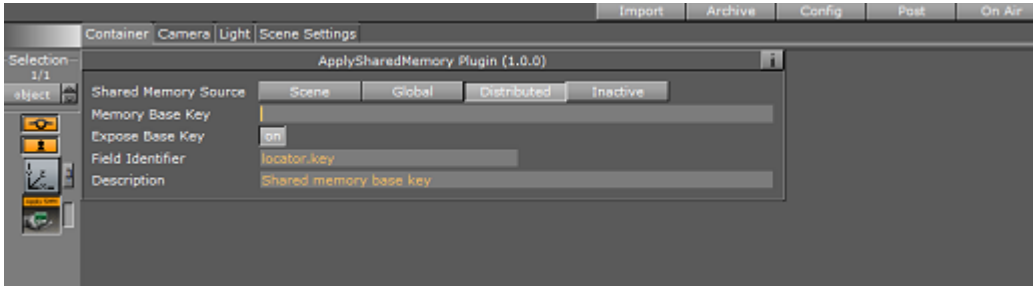 Import Archive Config Post On Air
Container Camera Light Scene Settings
Selection
1/1
object
ApplySharedMemory Plugin (1.0.0) i
Shared Memory Source Scene Global Distributed Inactive
Memory Base Key
Expose Base Key on
Field Identifier locator.key
Description Shared memory base key